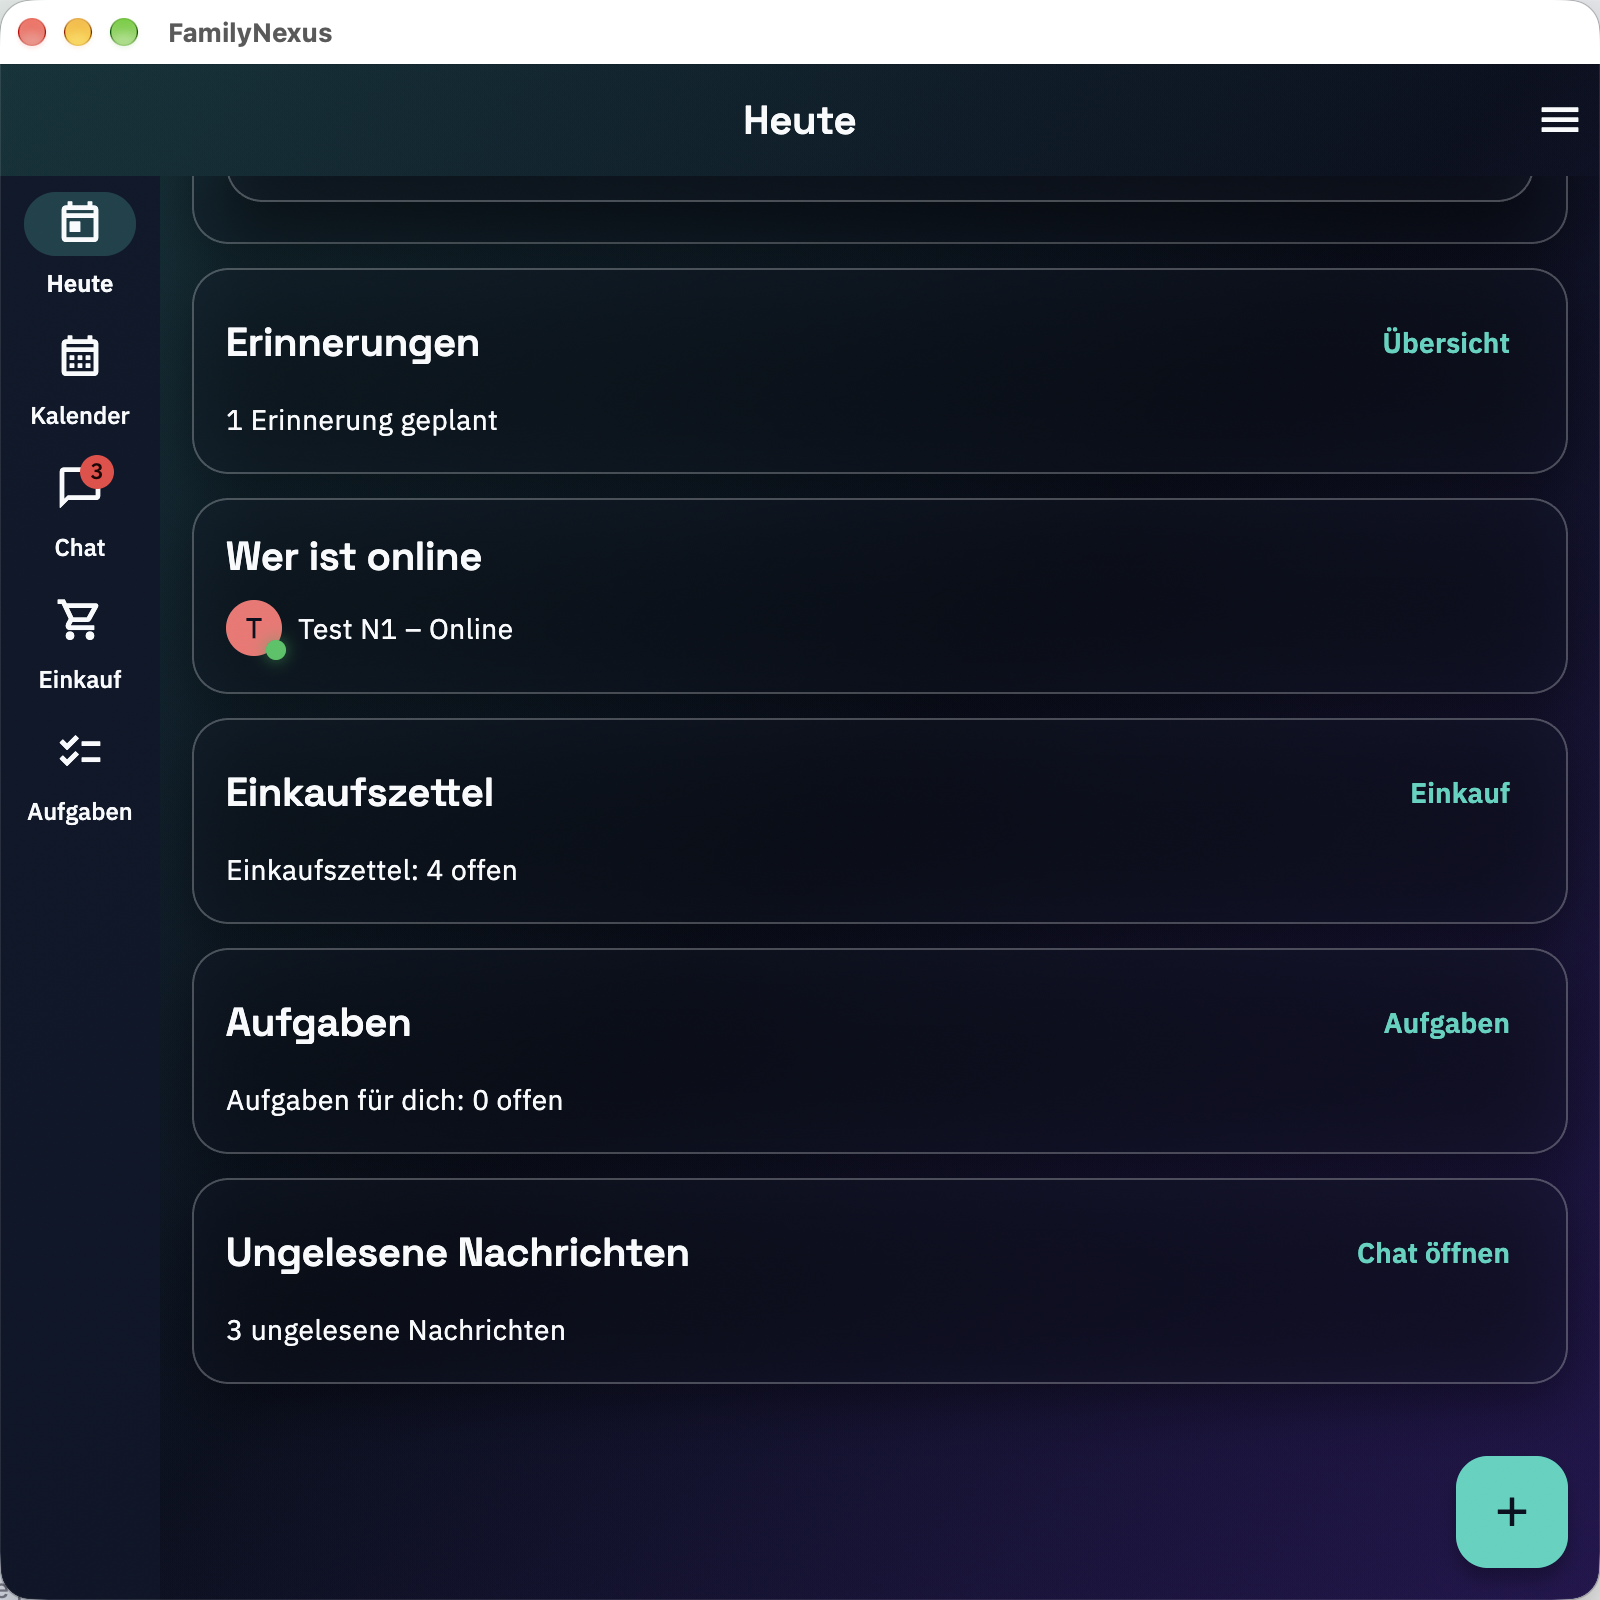 FamilyNexus
Heute
Heute
Kalender
3
Chat
Einkauf
Aufgaben
Erinnerungen
Übersicht
1 Erinnerung geplant
Wer ist online
T
Test N1 – Online
Einkaufszettel
Einkauf
Einkaufszettel: 4 offen
Aufgaben
Aufgaben
Aufgaben für dich: 0 offen
Ungelesene Nachrichten
Chat öffnen
3 ungelesene Nachrichten
+